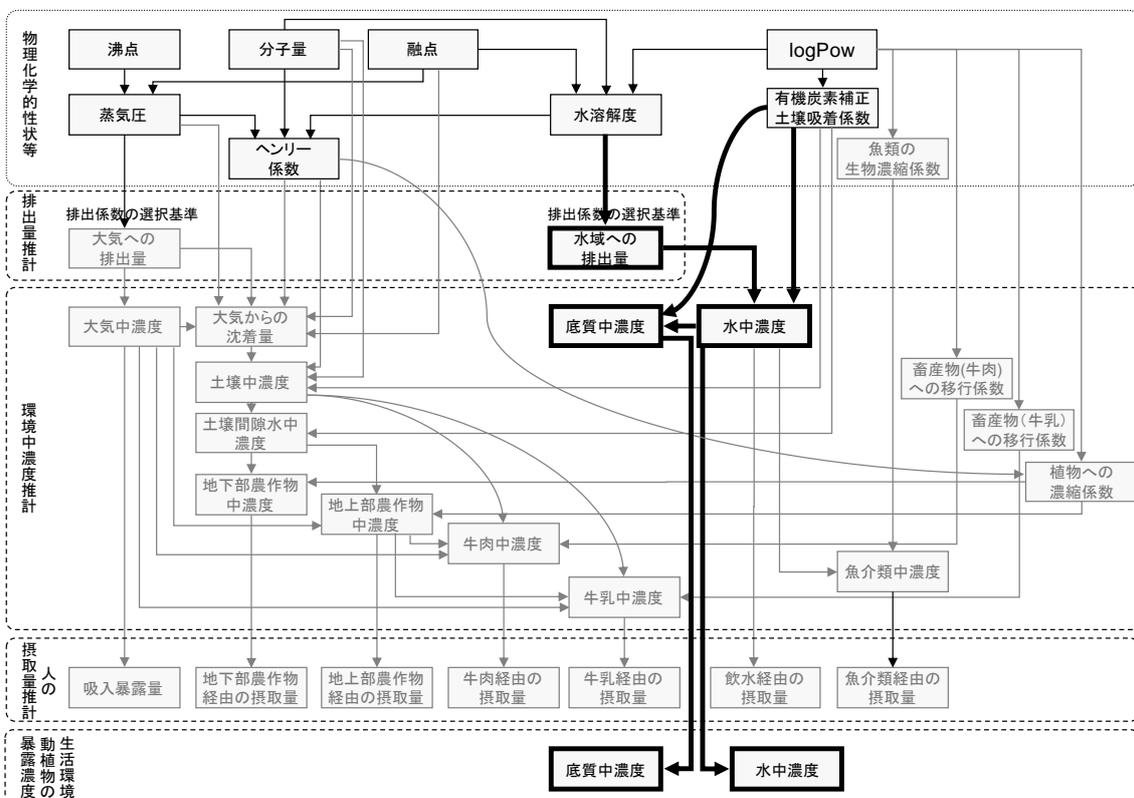 物理化学的性状等
沸点
分子量
融点
logPow
蒸気圧
水溶解度
有機炭素補正
土壌吸着係数
ヘンリー
係数
魚類の
生物濃縮係数
排出量推計
排出係数の選択基準
大気への
排出量
排出係数の選択基準
水域への
排出量
環境中濃度推計
大気中濃度
大気からの
沈着量
底質中濃度
水中濃度
土壌中濃度
畜産物(牛肉)
への移行係数
土壌間隙水中
濃度
畜産物(牛乳)
への移行係数
地下部農作物
中濃度
植物への
濃縮係数
地上部農作物
中濃度
牛肉中濃度
魚介類中濃度
牛乳中濃度
人の
摂取量推計
吸入暴露量
地下部農作物
経由の摂取量
地上部農作物
経由の摂取量
牛肉経由の
摂取量
牛乳経由の
摂取量
飲水経由の
摂取量
魚介類経由の
摂取量
生活環境
動植物の
暴露濃度
底質中濃度
水中濃度